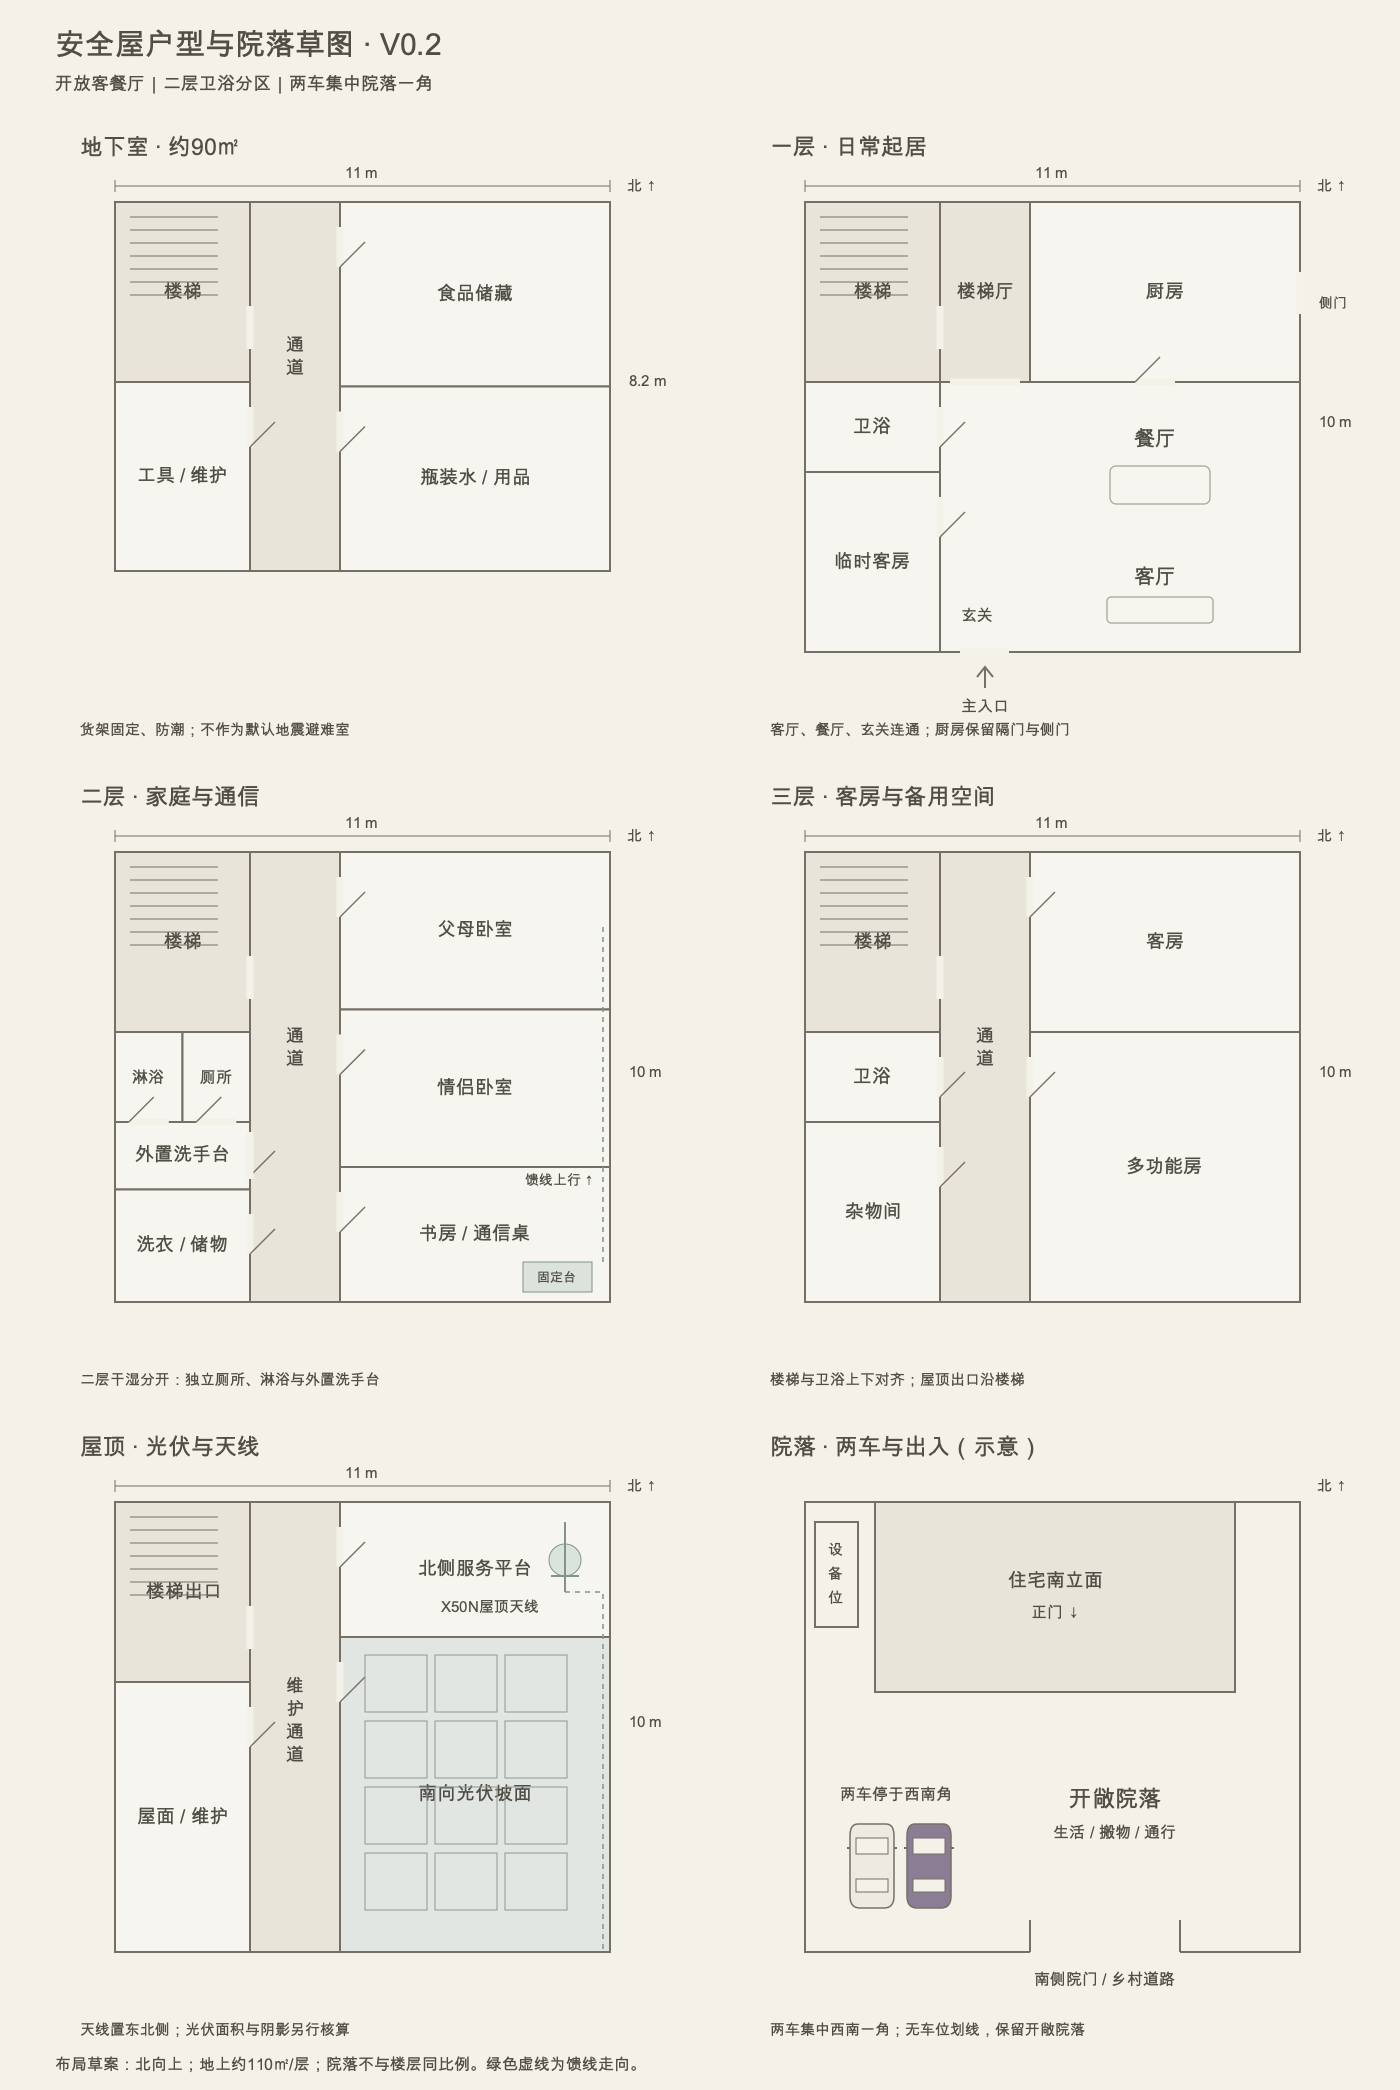 安全屋户型与院落草图 · V0.2
开放客餐厅 | 二层卫浴分区 | 两车集中院落一角
地下室 · 约90㎡
11 m
北 ↑
楼梯
通
道
食品储藏
8.2 m
工具 / 维护
瓶装水 / 用品
货架固定、防潮；不作为默认地震避难室
一层 · 日常起居
11 m
北 ↑
楼梯
楼梯厅
厨房
侧门
卫浴
餐厅
10 m
临时客房
客厅
玄关
主入口
客厅、餐厅、玄关连通；厨房保留隔门与侧门
二层 · 家庭与通信
11 m
北 ↑
楼梯
父母卧室
通
道
淋浴
厕所
情侣卧室
10 m
外置洗手台
馈线上行 ↑
洗衣 / 储物
书房 / 通信桌
固定台
二层干湿分开：独立厕所、淋浴与外置洗手台
三层 · 客房与备用空间
11 m
北 ↑
楼梯
客房
通
道
卫浴
10 m
多功能房
杂物间
楼梯与卫浴上下对齐；屋顶出口沿楼梯
屋顶 · 光伏与天线
11 m
北 ↑
楼梯出口
北侧服务平台
X50N屋顶天线
维
护
通
道
10 m
南向光伏坡面
屋面 / 维护
天线置东北侧；光伏面积与阴影另行核算
院落 · 两车与出入（示意）
北 ↑
设
备
位
住宅南立面
正门 ↓
两车停于西南角
开敞院落
生活 / 搬物 / 通行
南侧院门 / 乡村道路
两车集中西南一角；无车位划线，保留开敞院落
布局草案：北向上；地上约110㎡/层；院落不与楼层同比例。绿色虚线为馈线走向。